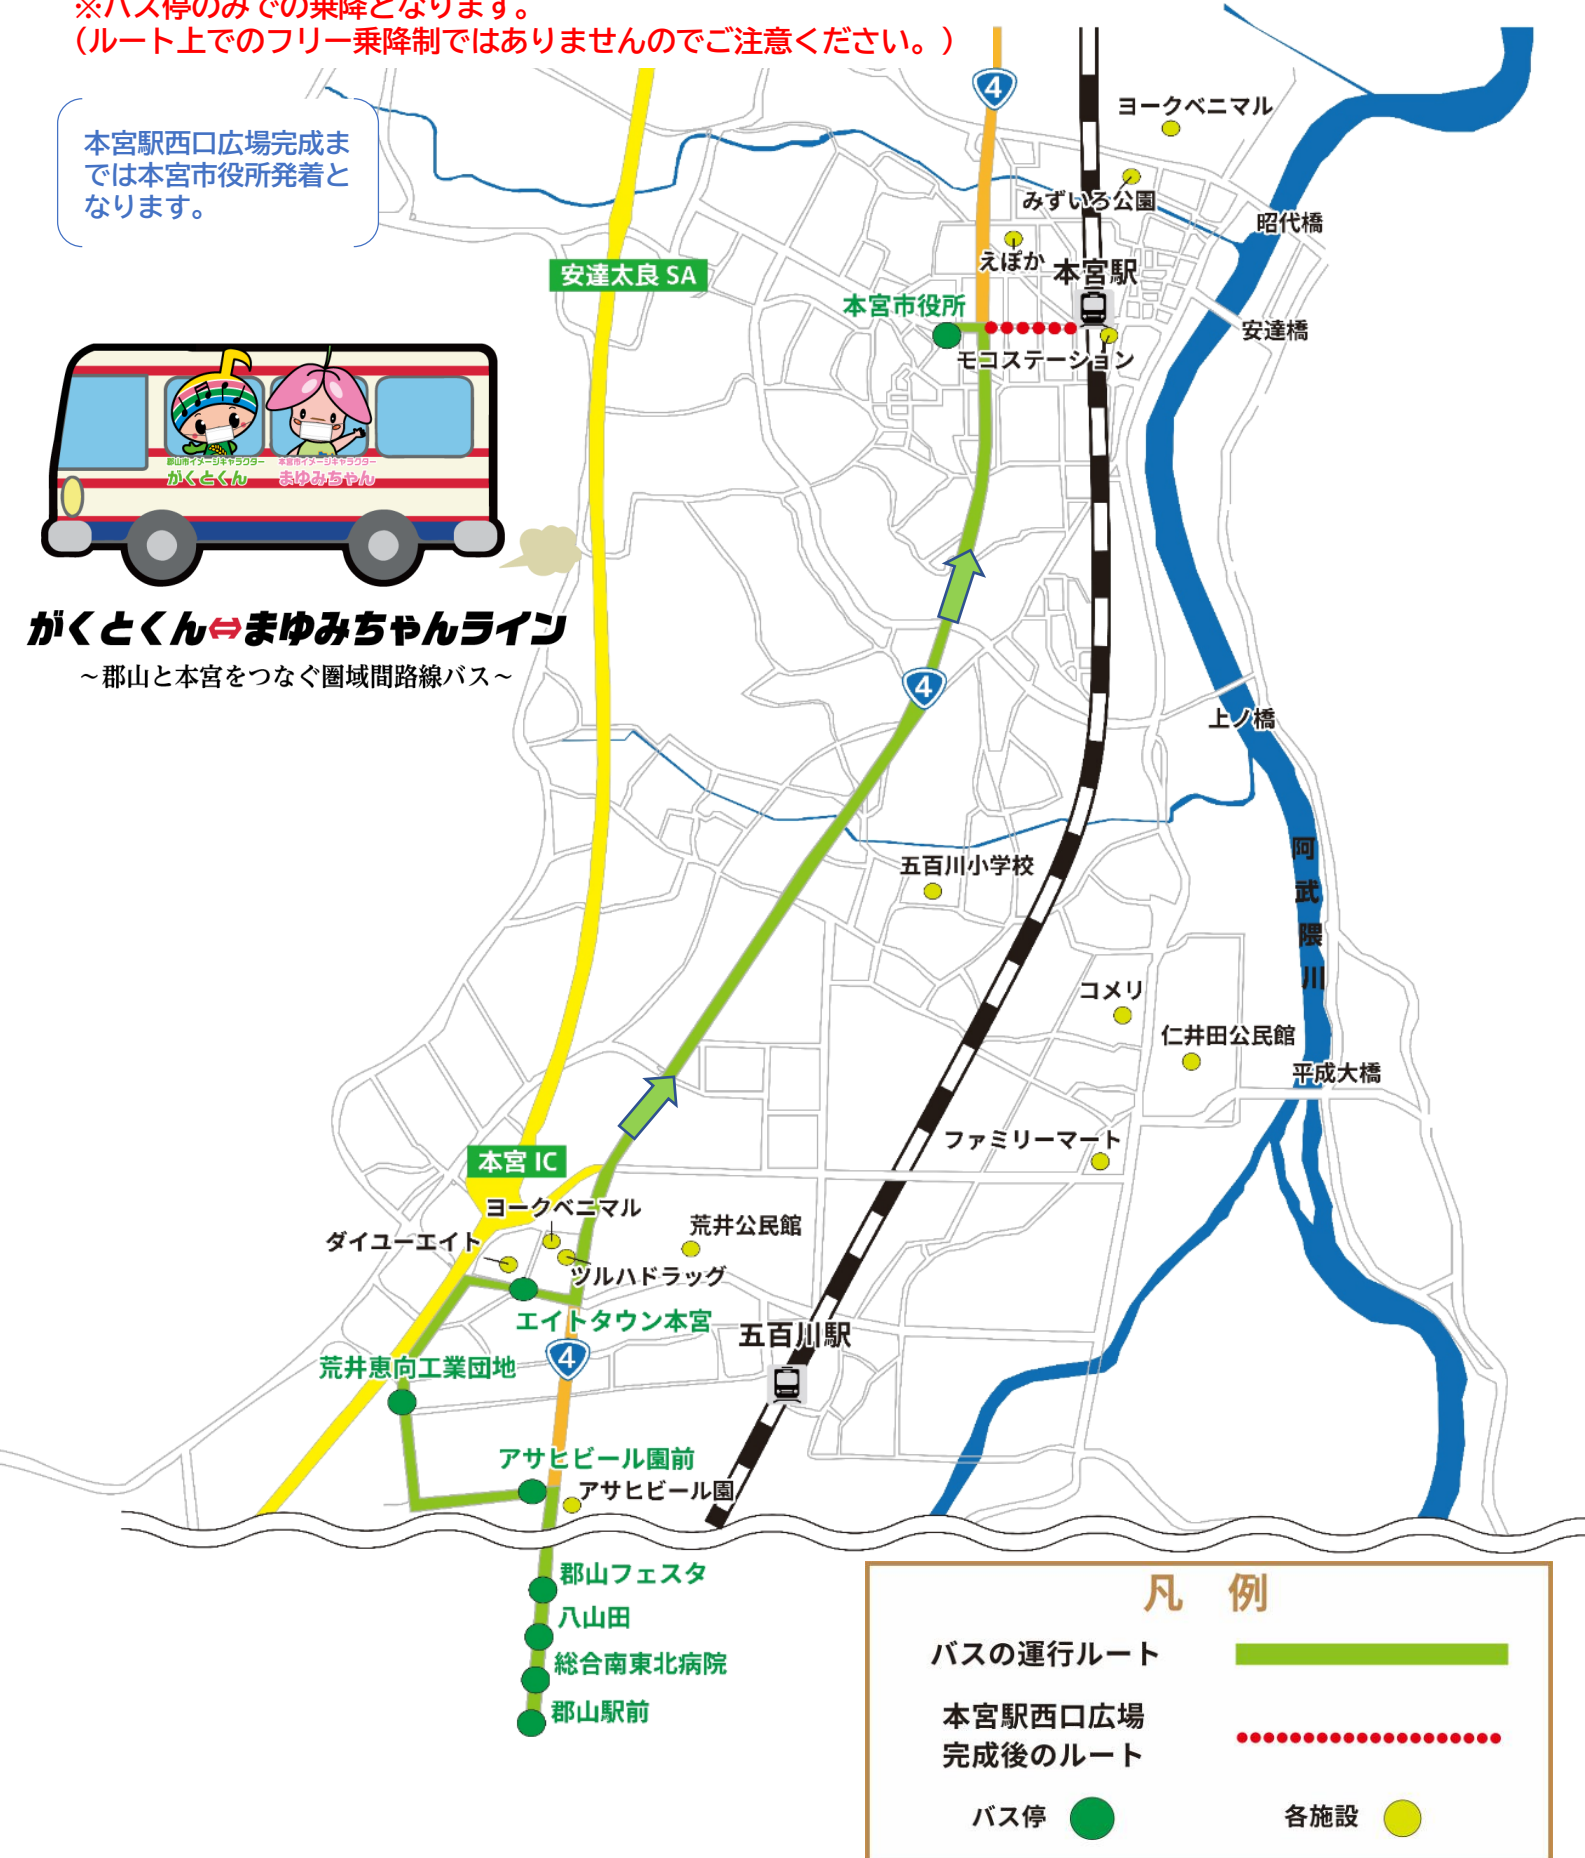 ※バス停のみでの乗降となります。
(ルート上でのフリー乗降制ではありませんのでご注意ください。)
本宮駅西口広場完成ま
では本宮市役所発着と
なります。
4
ヨークベニマル
みずいろ公園
昭代橋
えぽか
本宮駅
安達太良 SA
本宮市役所
安達橋
モコステーション
郡山市イメージキャラクター
がくとくん
本宮市イメージキャラクター
まゆみちゃん
がくとくん⇔まゆみちゃんライン
~郡山と本宮をつなぐ圏域間路線バス~
4
上ノ橋
五百川小学校
阿武隈川
コメリ
仁井田公民館
平成大橋
ファミリーマート
本宮 IC
ヨークベニマル
荒井公民館
ダイユーエイト
ツルハドラッグ
エイトタウン本宮
五百川駅
4
荒井恵向工業団地
アサヒビール園前
アサヒビール園
郡山フェスタ
八山田
総合南東北病院
郡山駅前
凡 例
バスの運行ルート
本宮駅西口広場
完成後のルート
バス停
各施設